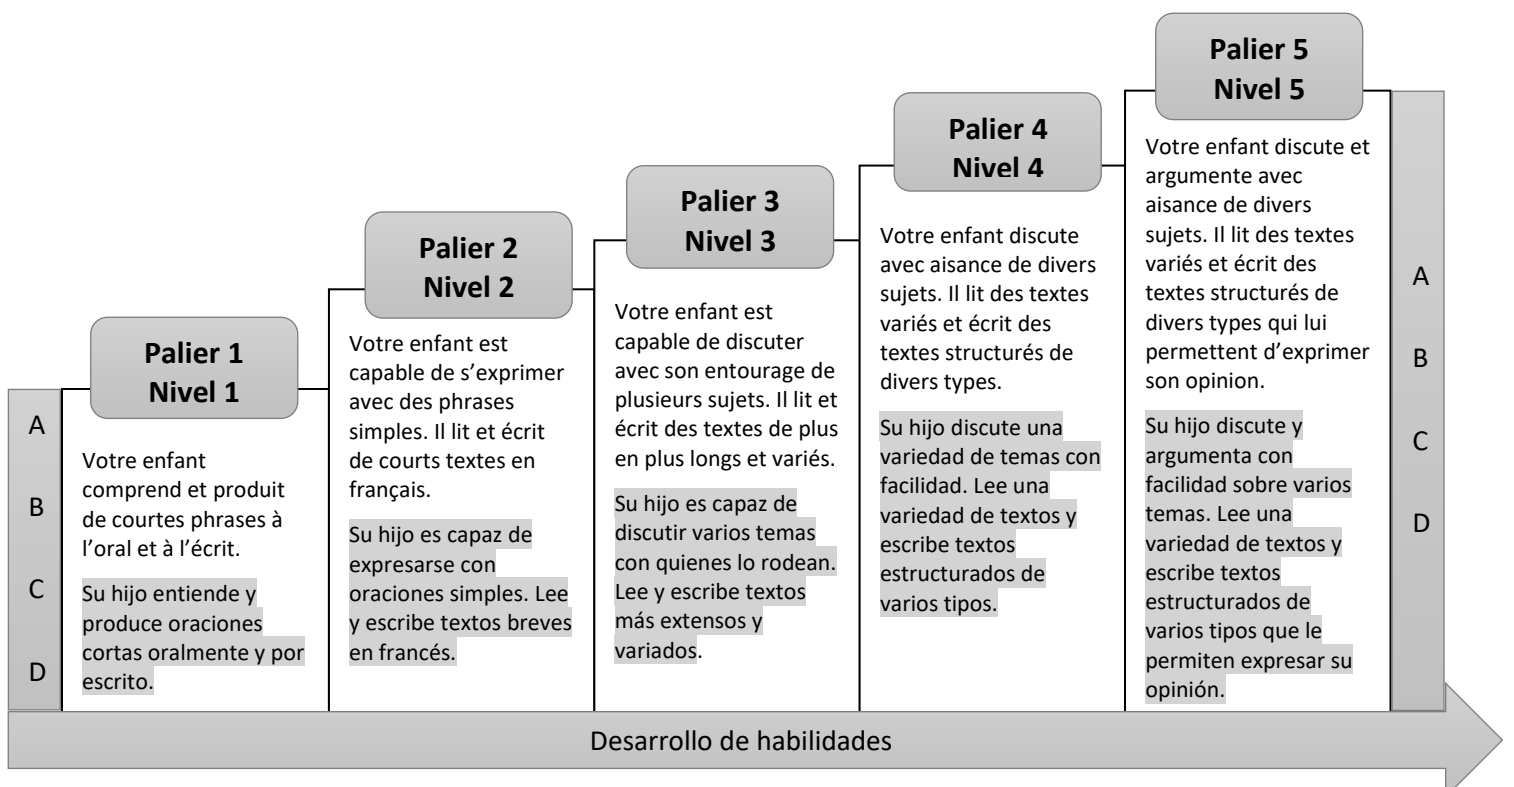 A
B
C
D
Palier 1
Nivel 1
Votre enfant
comprend et produit
de courtes phrases à
l'oral et à l'écrit.
Su hijo entiende y
produce oraciones
cortas oralmente y por
escrito.
Palier 2
Nivel 2
Votre enfant est
capable de s'exprimer
avec des phrases
simples. Il lit et écrit
de courts textes en
français.
Su hijo es capaz de
expresarse con
oraciones simples. Lee
y escribe textos breves
en francés.
Palier 3
Nivel 3
Votre enfant est
capable de discuter
avec son entourage de
plusieurs sujets. Il lit et
écrit des textes de plus
en plus longs et variés.
Su hijo es capaz de
discutir varios temas
con quienes lo rodean.
Lee y escribe textos
más extensos y
variados.
Palier 4
Nivel 4
Votre enfant discute
avec aisance de divers
sujets. Il lit des textes
variés et écrit des
textes structurés de
divers types.
Su hijo discute una
variedad de temas con
facilidad. Lee una
variedad de textos y
escribe textos
estructurados de
varios tipos.
Palier 5
Nivel 5
Votre enfant discute et
argumente avec
aisance de divers
sujets. Il lit des textes
variés et écrit des
textes structurés de
divers types qui lui
permettent d'exprimer
son opinion.
Su hijo discute y
argumenta con
facilidad sobre varios
temas. Lee una
variedad de textos y
escribe textos
estructurados de
varios tipos que le
permiten expresar su
opinión.
A
B
C
D
Desarrollo de habilidades